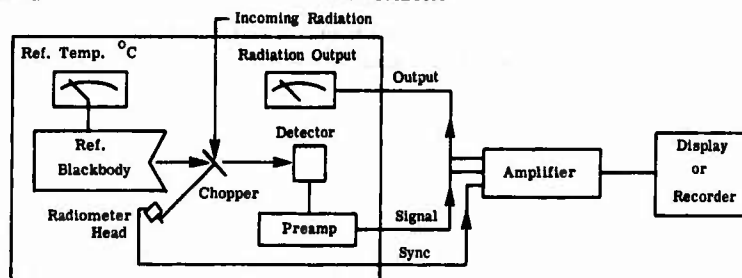 Incoming Radiation
Ref. Temp. °C
Radiation Output
Output
Detector
Ref.
Blackbody
Chopper
Amplifier
Display
or
Recorder
Radiometer
Head
Preamp
Signal
Sync